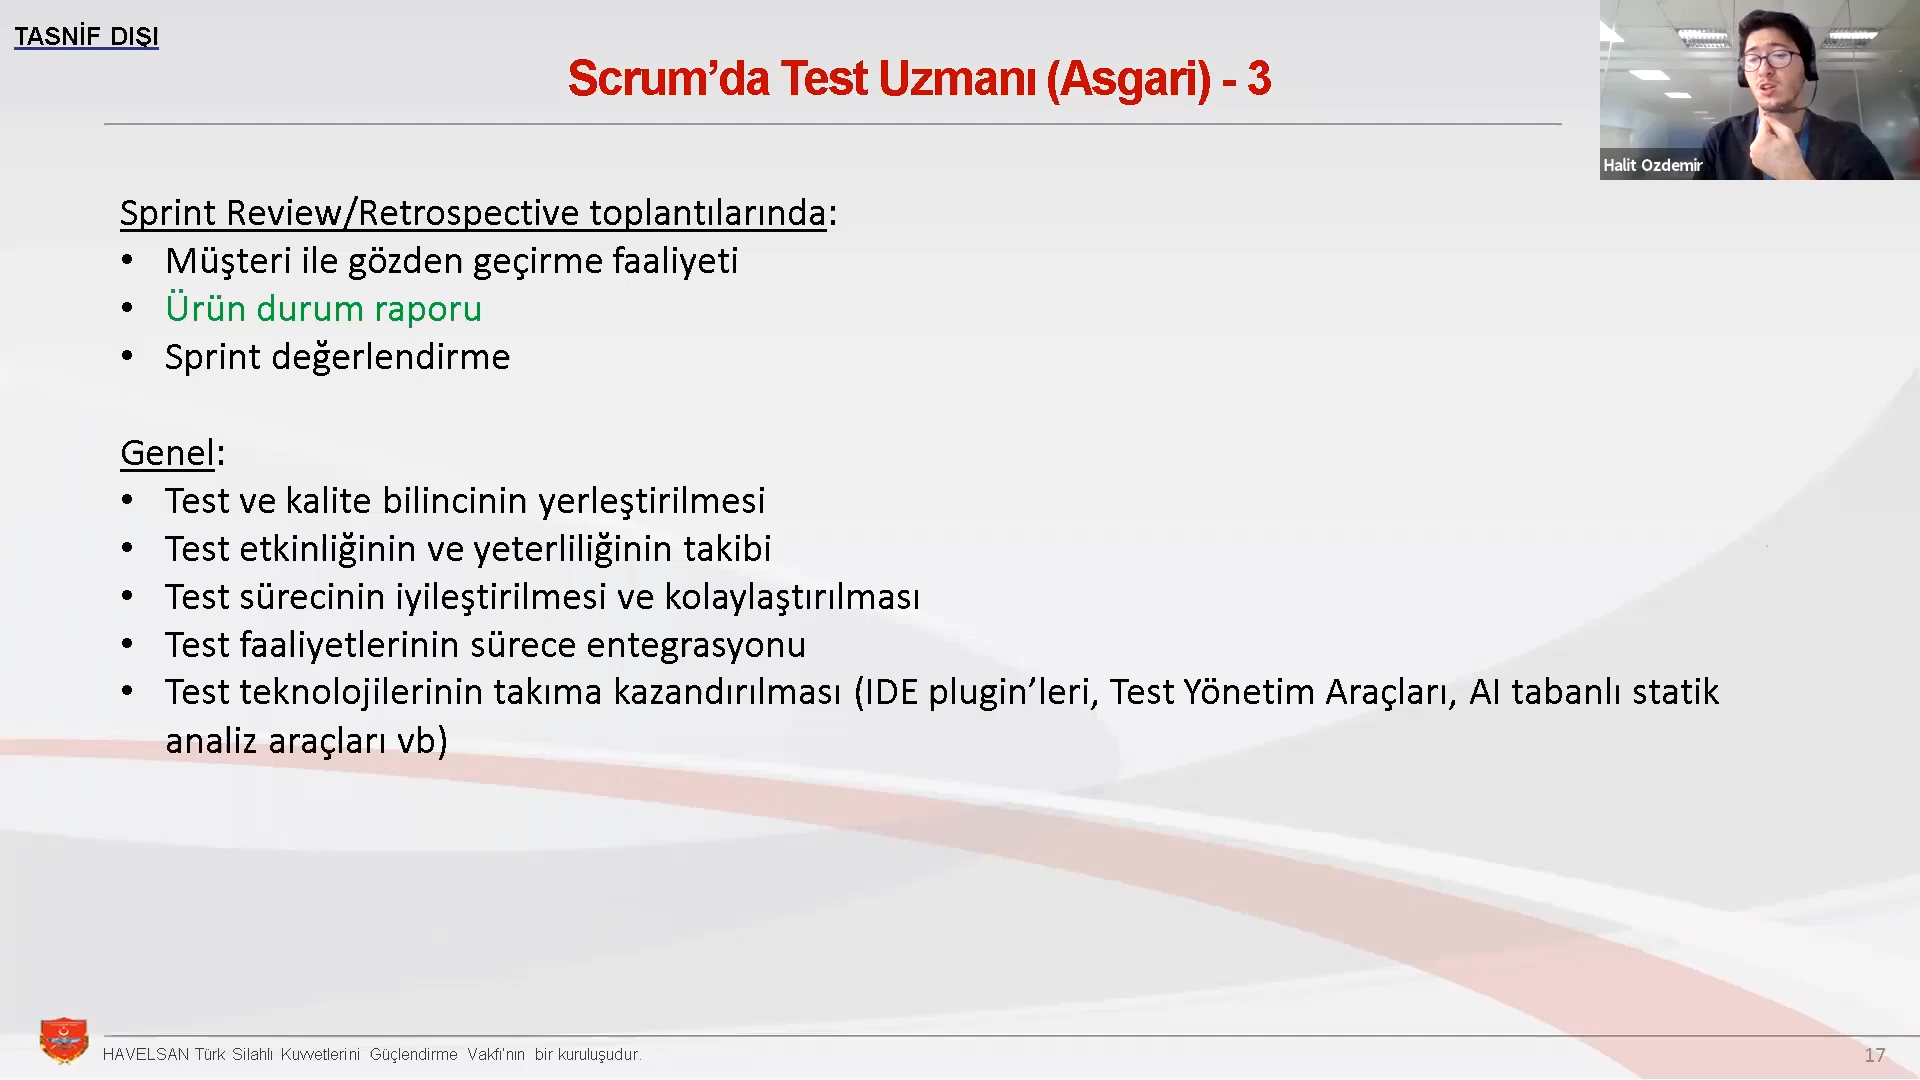 TASNİF DIŞI
Scrum’da Test Uzmanı (Asgari) - 3
Halit Ozdemir
Sprint Review/Retrospective toplantılarında:
• Müşteri ile gözden geçirme faaliyeti
• Ürün durum raporu
• Sprint değerlendirme
Genel:
• Test ve kalite bilincinin yerleştirilmesi
• Test etkinliğinin ve yeterliliğinin takibi
• Test sürecinin iyileştirilmesi ve kolaylaştırılması
• Test faaliyetlerinin sürece entegrasyonu
• Test teknolojilerinin takıma kazandırılması (IDE plugin’leri, Test Yönetim Araçları, AI tabanlı statik
analiz araçları vb)
HAVELSAN Türk Silahlı Kuvvetlerini Güçlendirme Vakfı'nın bir kuruluşudur.
17